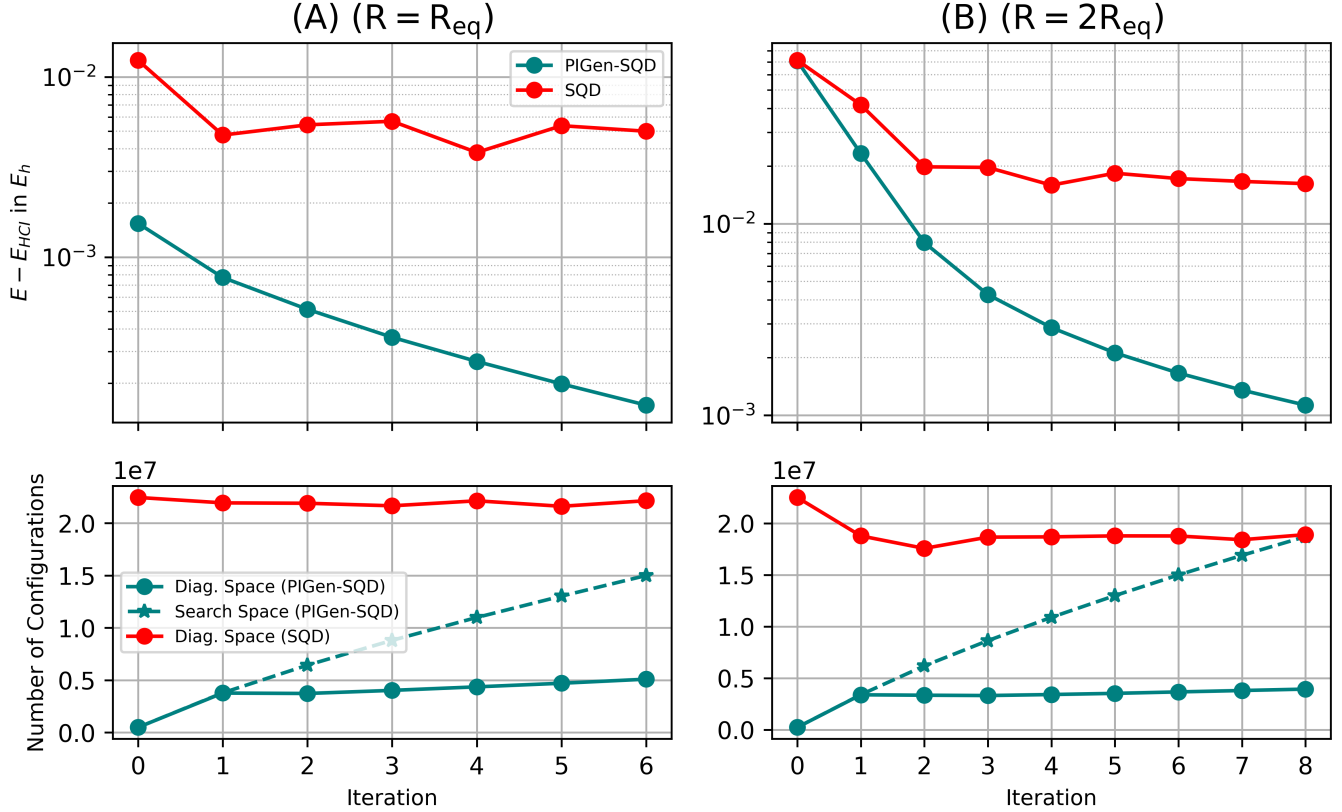 (A) (R = R_eq)
(B) (R = 2R_eq)
E − E_HCI in E_h
10⁻²
10⁻³
PIGen-SQD
SQD
10⁻²
10⁻³
Number of Configurations
1e7
2.0
1.5
1.0
0.5
0.0
Diag. Space (PIGen-SQD)
Search Space (PIGen-SQD)
Diag. Space (SQD)
0 1 2 3 4 5 6
Iteration
1e7
2.0
1.5
1.0
0.5
0.0
0 1 2 3 4 5 6 7 8
Iteration